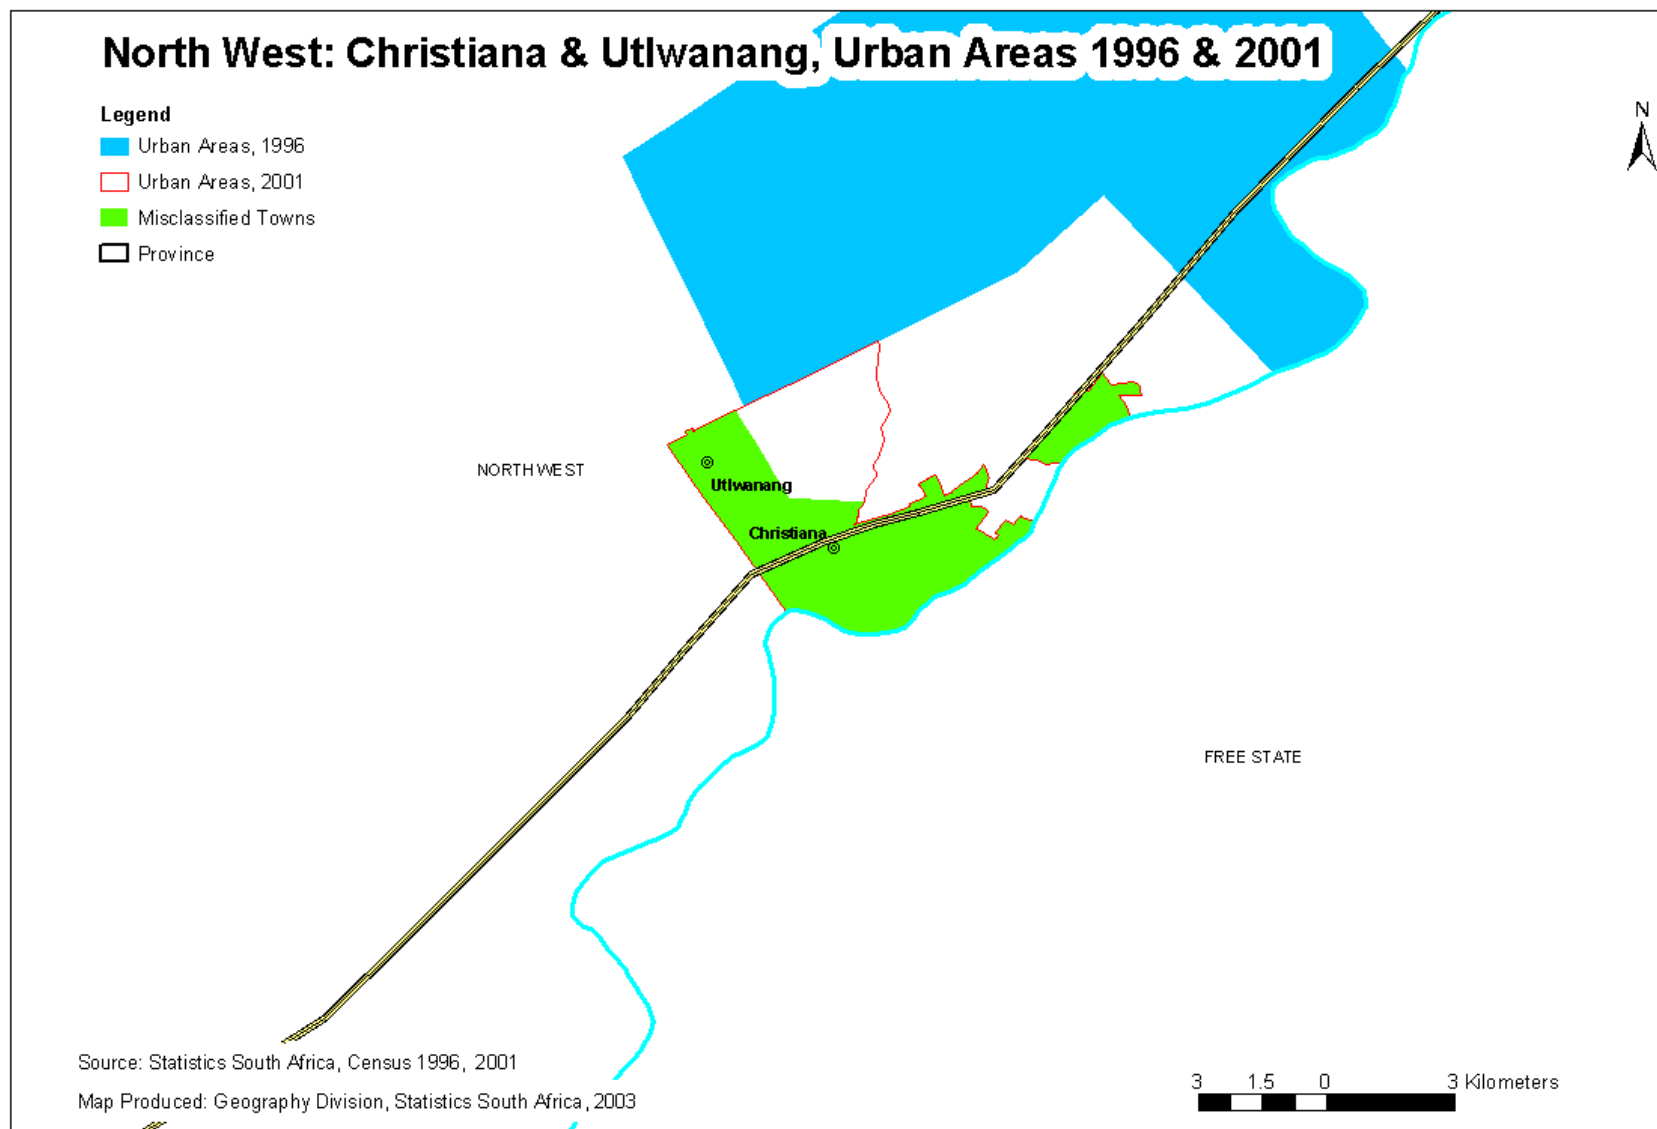 North West: Christiana & Utlwanang, Urban Areas 1996 & 2001
Legend
Urban Areas, 1996
Urban Areas, 2001
Misclassified Towns
Province
N
NORTH WEST
Utlwanang
Christiana
FREE STATE
Source: Statistics South Africa, Census 1996, 2001
Map Produced: Geography Division, Statistics South Africa, 2003
3 1.5 0 3 Kilometers